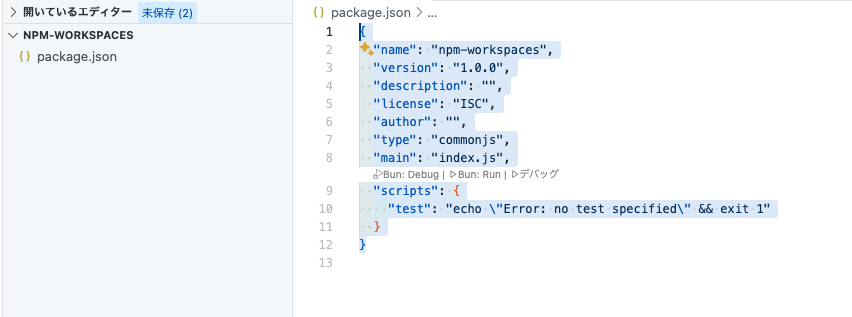 開いているエディター 未保存 (2)
NPM-WORKSPACES
{} package.json
{} package.json > ...
1 {
2 "name": "npm-workspaces",
3 "version": "1.0.0",
4 "description": "",
5 "license": "ISC",
6 "author": "",
7 "type": "commonjs",
8 "main": "index.js",
Bun: Debug | Bun: Run | デバッグ
9 "scripts": {
10 "test": "echo \"Error: no test specified\" && exit 1"
11 }
12 }
13